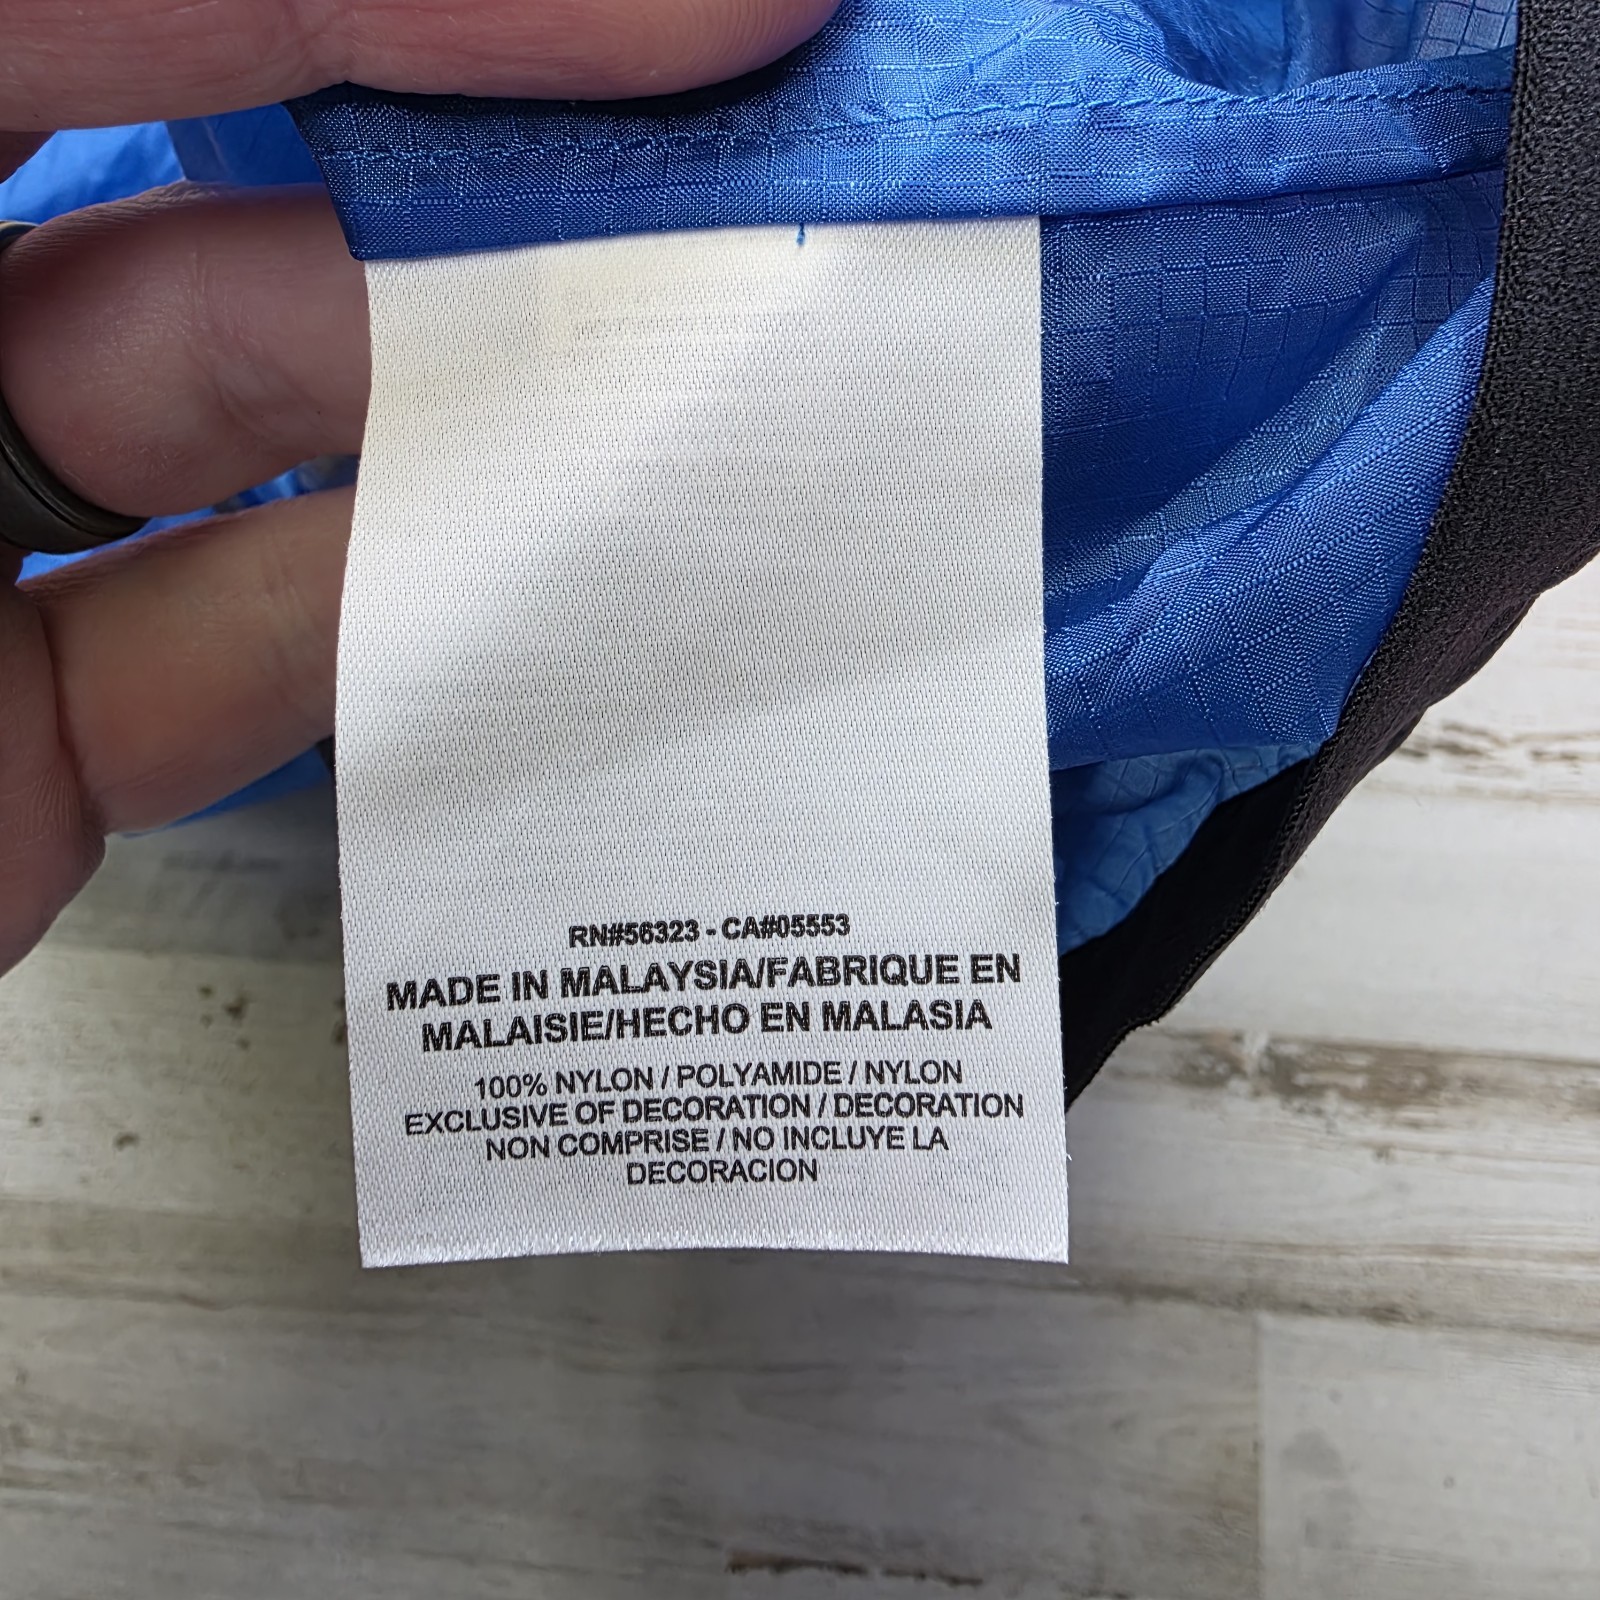 RN#56323 - CA#05553
MADE IN MALAYSIA/FABRIQUE EN
MALAISIE/HECHO EN MALASIA
100% NYLON / POLYAMIDE / NYLON
EXCLUSIVE OF DECORATION / DECORATION
NON COMPRISE / NO INCLUYE LA
DECORACION